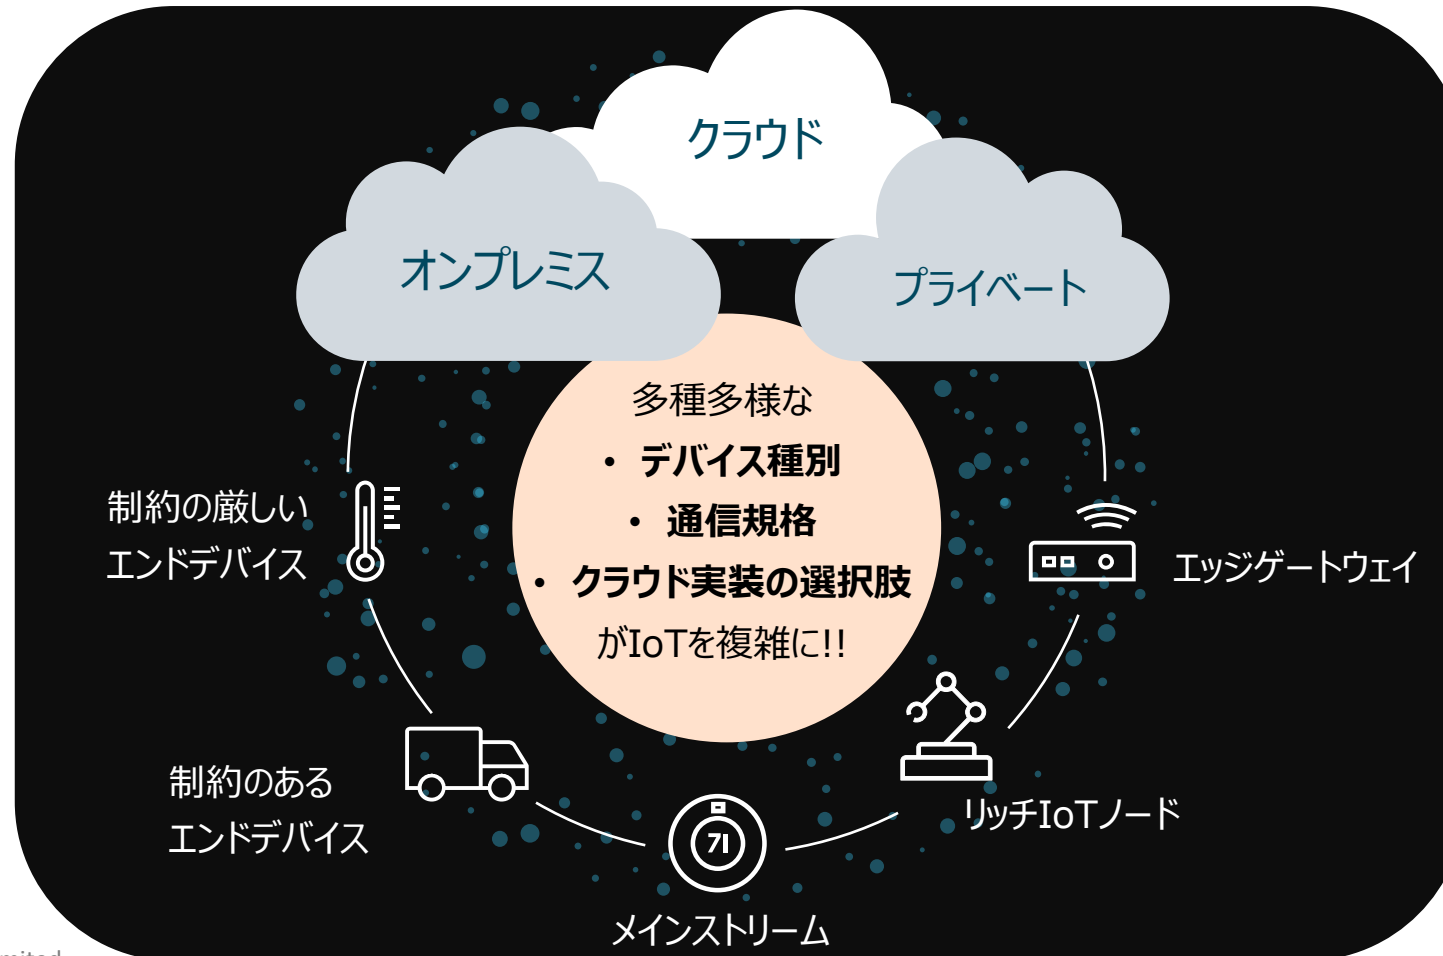 クラウド
オンプレミス
プライベート
多種多様な
• デバイス種別
• 通信規格
• クラウド実装の選択肢
がIoTを複雑に!!
制約の厳しい
エンドデバイス
エッジゲートウェイ
制約のある
エンドデバイス
リッチIoTノード
71
メインストリーム